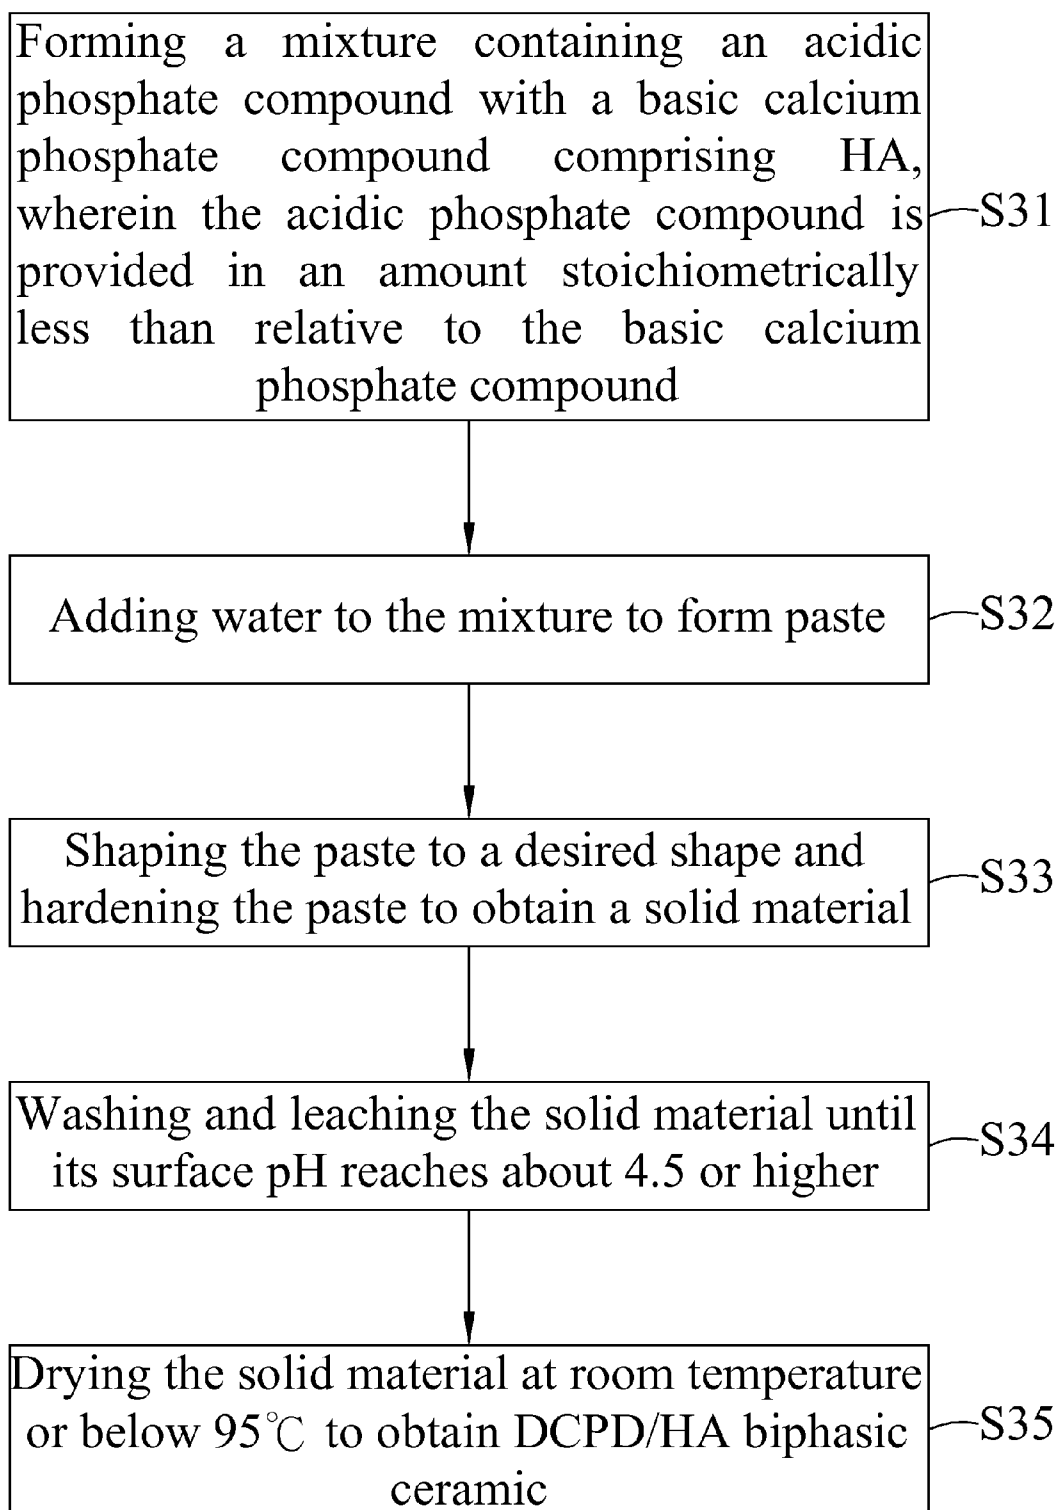 Forming a mixture containing an acidic
phosphate compound with a basic calcium
phosphate compound comprising HA,
wherein the acidic phosphate compound is
provided in an amount stoichiometrically
less than relative to the basic calcium
phosphate compound
S31
Adding water to the mixture to form paste
S32
Shaping the paste to a desired shape and
hardening the paste to obtain a solid material
S33
Washing and leaching the solid material until
its surface pH reaches about 4.5 or higher
S34
Drying the solid material at room temperature
or below 95℃ to obtain DCPD/HA biphasic
ceramic
S35